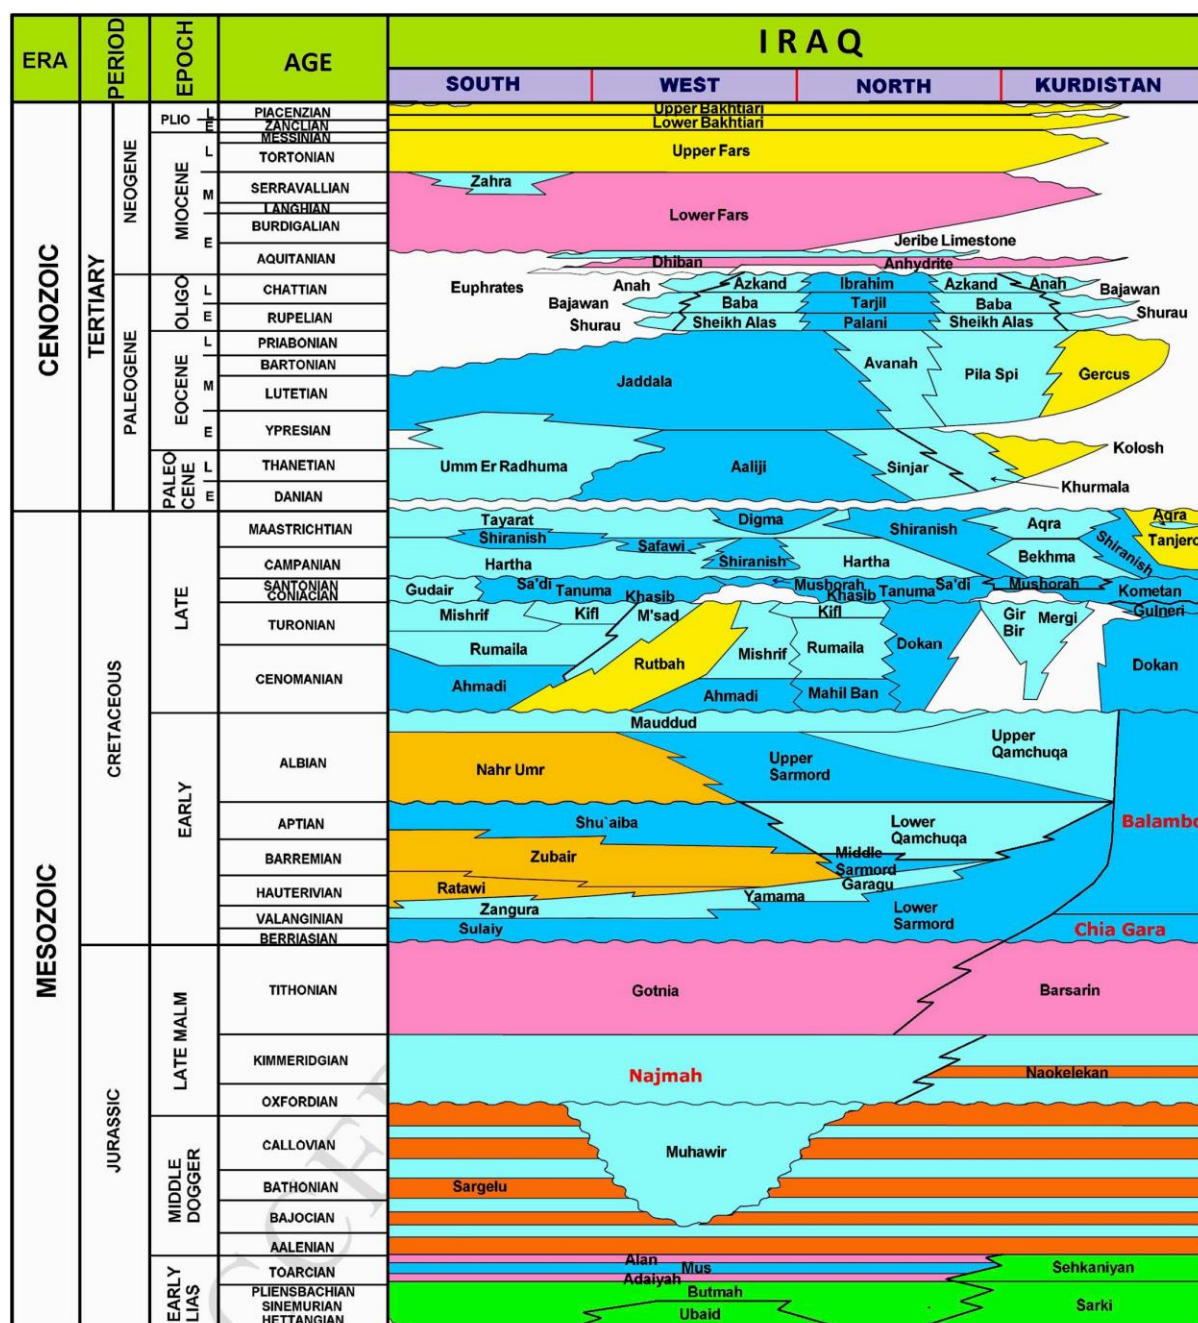 ERA
PERIOD
EPOCH
AGE
IRAQ
SOUTH
WEST
NORTH
KURDISTAN
CENOZOIC
MESOZOIC
TERTIARY
NEOGENE
PALEOGENE
CRETACEOUS
JURASSIC
PLIO
L
E
MIOCENE
L
M
E
OLIGO
L
E
EOCENE
L
M
E
PALEO
CENE
L
E
LATE
EARLY
LATE MALM
MIDDLE
DOGGER
EARLY
LIAS
PIACENZIAN
ZANCLIAN
MESSINIAN
TORTONIAN
SERRAVALLIAN
LANGHIAN
BURDIGALIAN
AQUITANIAN
CHATTIAN
RUPELIAN
PRIABONIAN
BARTONIAN
LUTETIAN
YPRESIAN
THANETIAN
DANIAN
MAASTRICHTIAN
CAMPANIAN
SANTONIAN
CONIACIAN
TURONIAN
CENOMANIAN
ALBIAN
APTIAN
BARREMIAN
HAUTERIVIAN
VALANGINIAN
BERRIASIAN
TITHONIAN
KIMMERIDGIAN
OXFORDIAN
CALLOVIAN
BATHONIAN
BAJOCIAN
AALENIAN
TOARCIAN
PLIENSBACHIAN
SINEMURIAN
HETTANGIAN
Upper Bakhtiari
Lower Bakhtiari
Upper Fars
Zahra
Lower Fars
Jeribe Limestone
Dhiban Anhydrite
Euphrates
Anah Azkand Ibrahim Azkand Anah Bajawan
Bajawan Baba Tarjil Baba Shurau
Shurau Sheikh Alas Palani Sheikh Alas
Jaddala
Avanah
Pila Spi
Gercus
Kolosh
Umm Er Radhuma
Aaliji
Sinjar
Khurmala
Tayarat
Digma
Shiranish
Aqra
Aqra
Shiranish
Safawi
Tanjero
Hartha
Shiranish
Hartha
Bekhma
Shiranish
Gudair
Sa'di
Tanuma
Khasib
Mushorah
Khasib
Tanuma
Sa'di
Mushorah
Kometan
Gulneri
Mishrif
Kifl
M'sad
Kifl
Gir
Bir
Mergi
Rumaila
Rutbah
Mishrif
Rumaila
Dokan
Dokan
Ahmadi
Ahmadi
Mahil Ban
Mauddud
Nahr Umr
Upper
Sarmord
Upper
Qamchuqa
Shu`aiba
Lower
Qamchuqa
Balambo
Zubair
Middle
Sarmord
Ratawi
Garagu
Yamama
Zangura
Sulaiy
Lower
Sarmord
Chia Gara
Gotnia
Barsarin
Najmah
Naokelekan
Muhawir
Sargelu
Alan
Mus
Adaiyah
Sehkaniyan
Butmah
Ubaid
Sarki